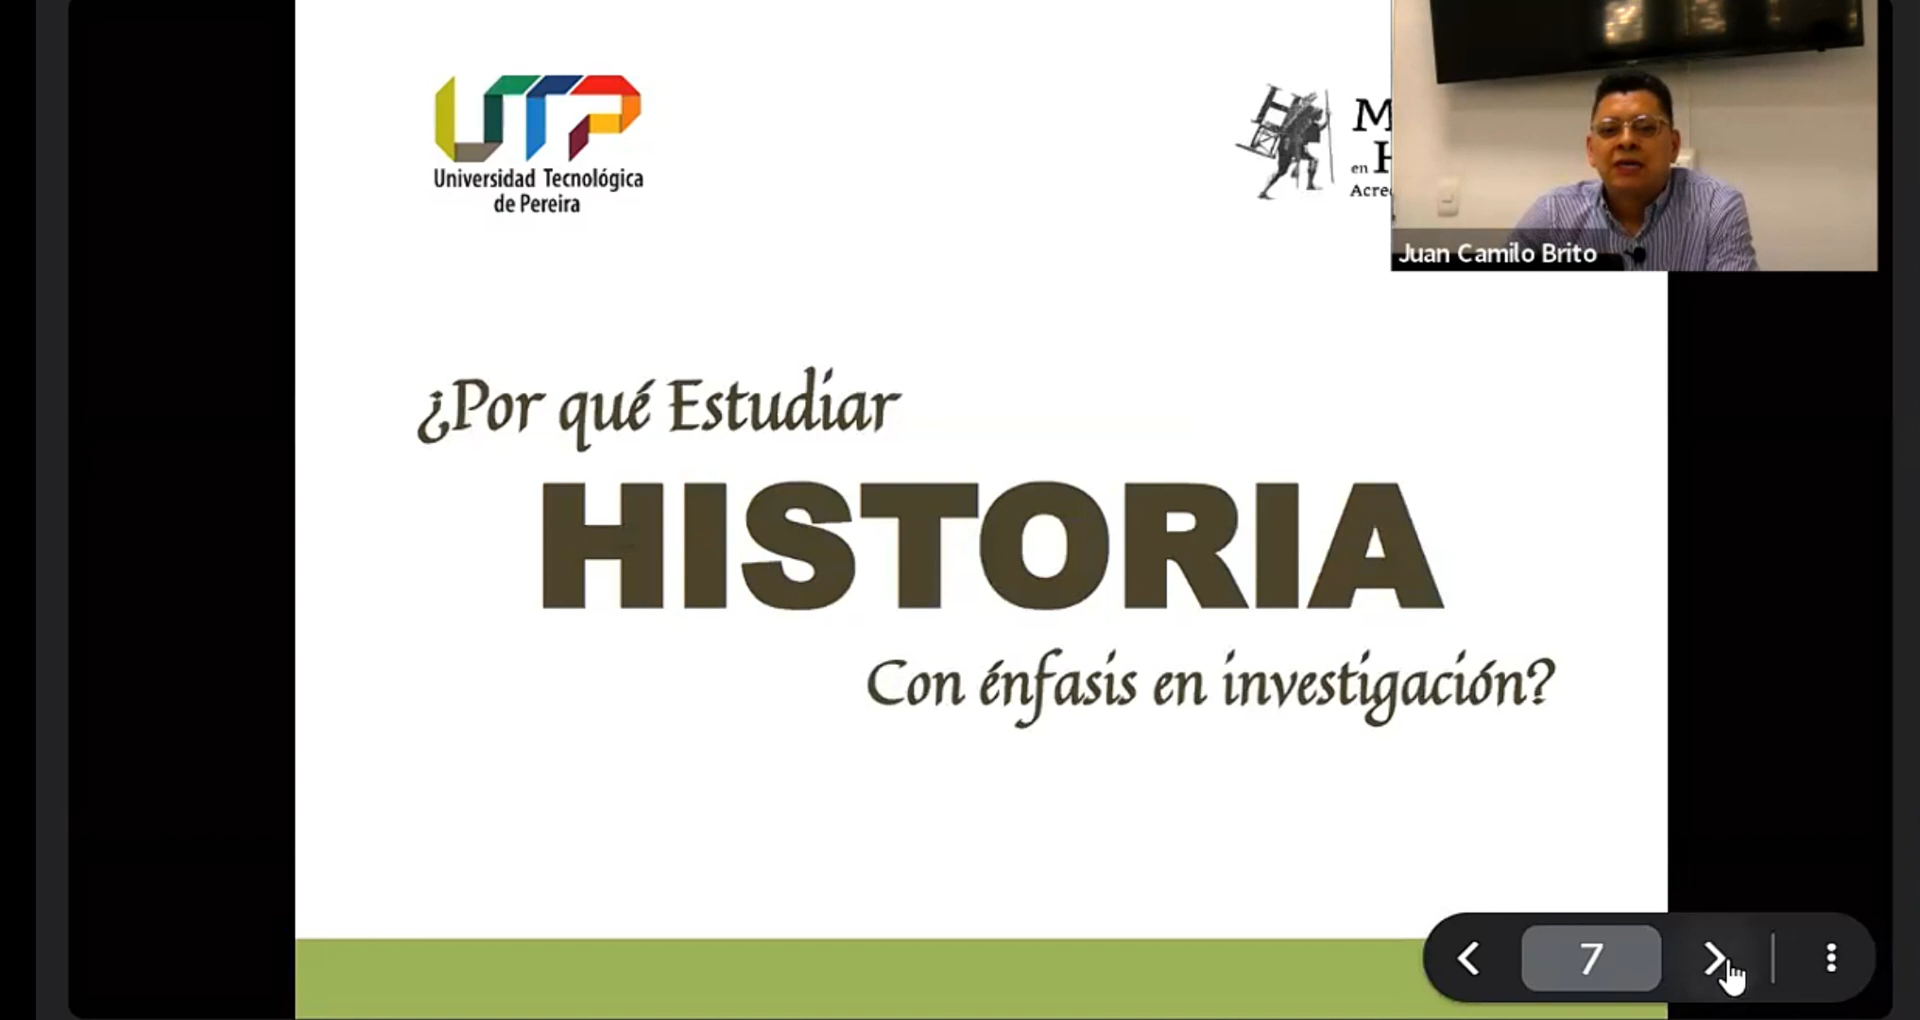 Universidad Tecnológica
de Pereira
en
Juan Camilo Brito
¿Por qué Estudiar
HISTORIA
Con énfasis en investigación?
7